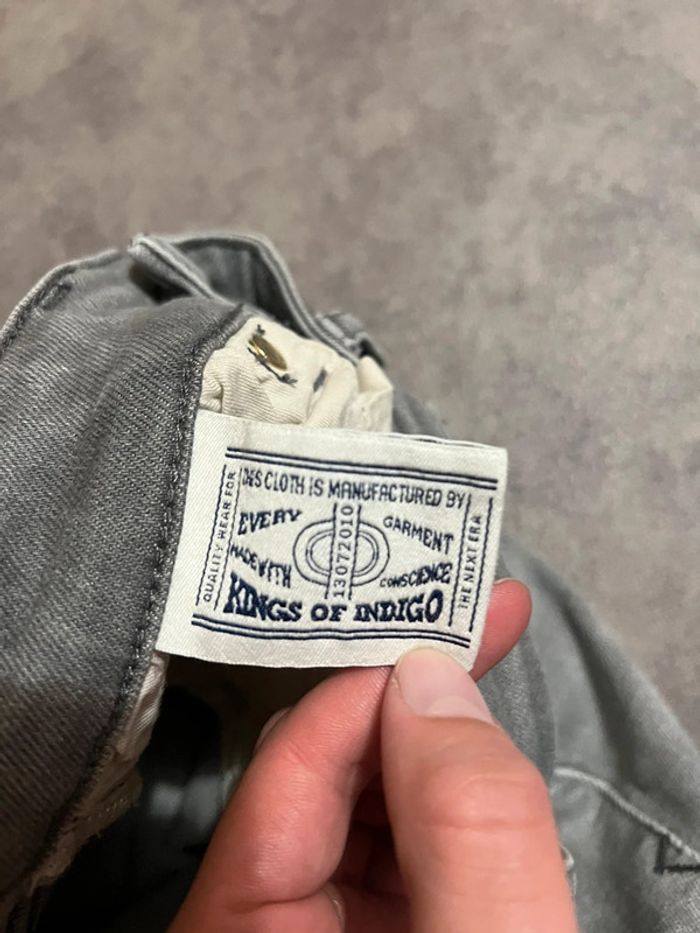 THIS CLOTH IS MANUFACTURED BY
EVERY GARMENT
MADE WITH CONSCIENCE
13072010
KINGS OF INDIGO
QUALITY WEAR FOR
THE NEXT ERA